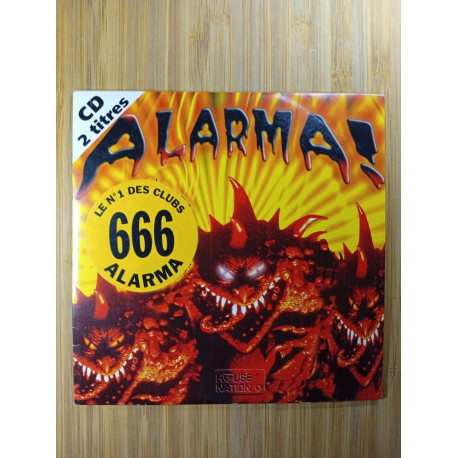 CD
2 titres
ALARMA!
LE N°1 DES CLUBS
666
ALARMA
HOUSE
NATION